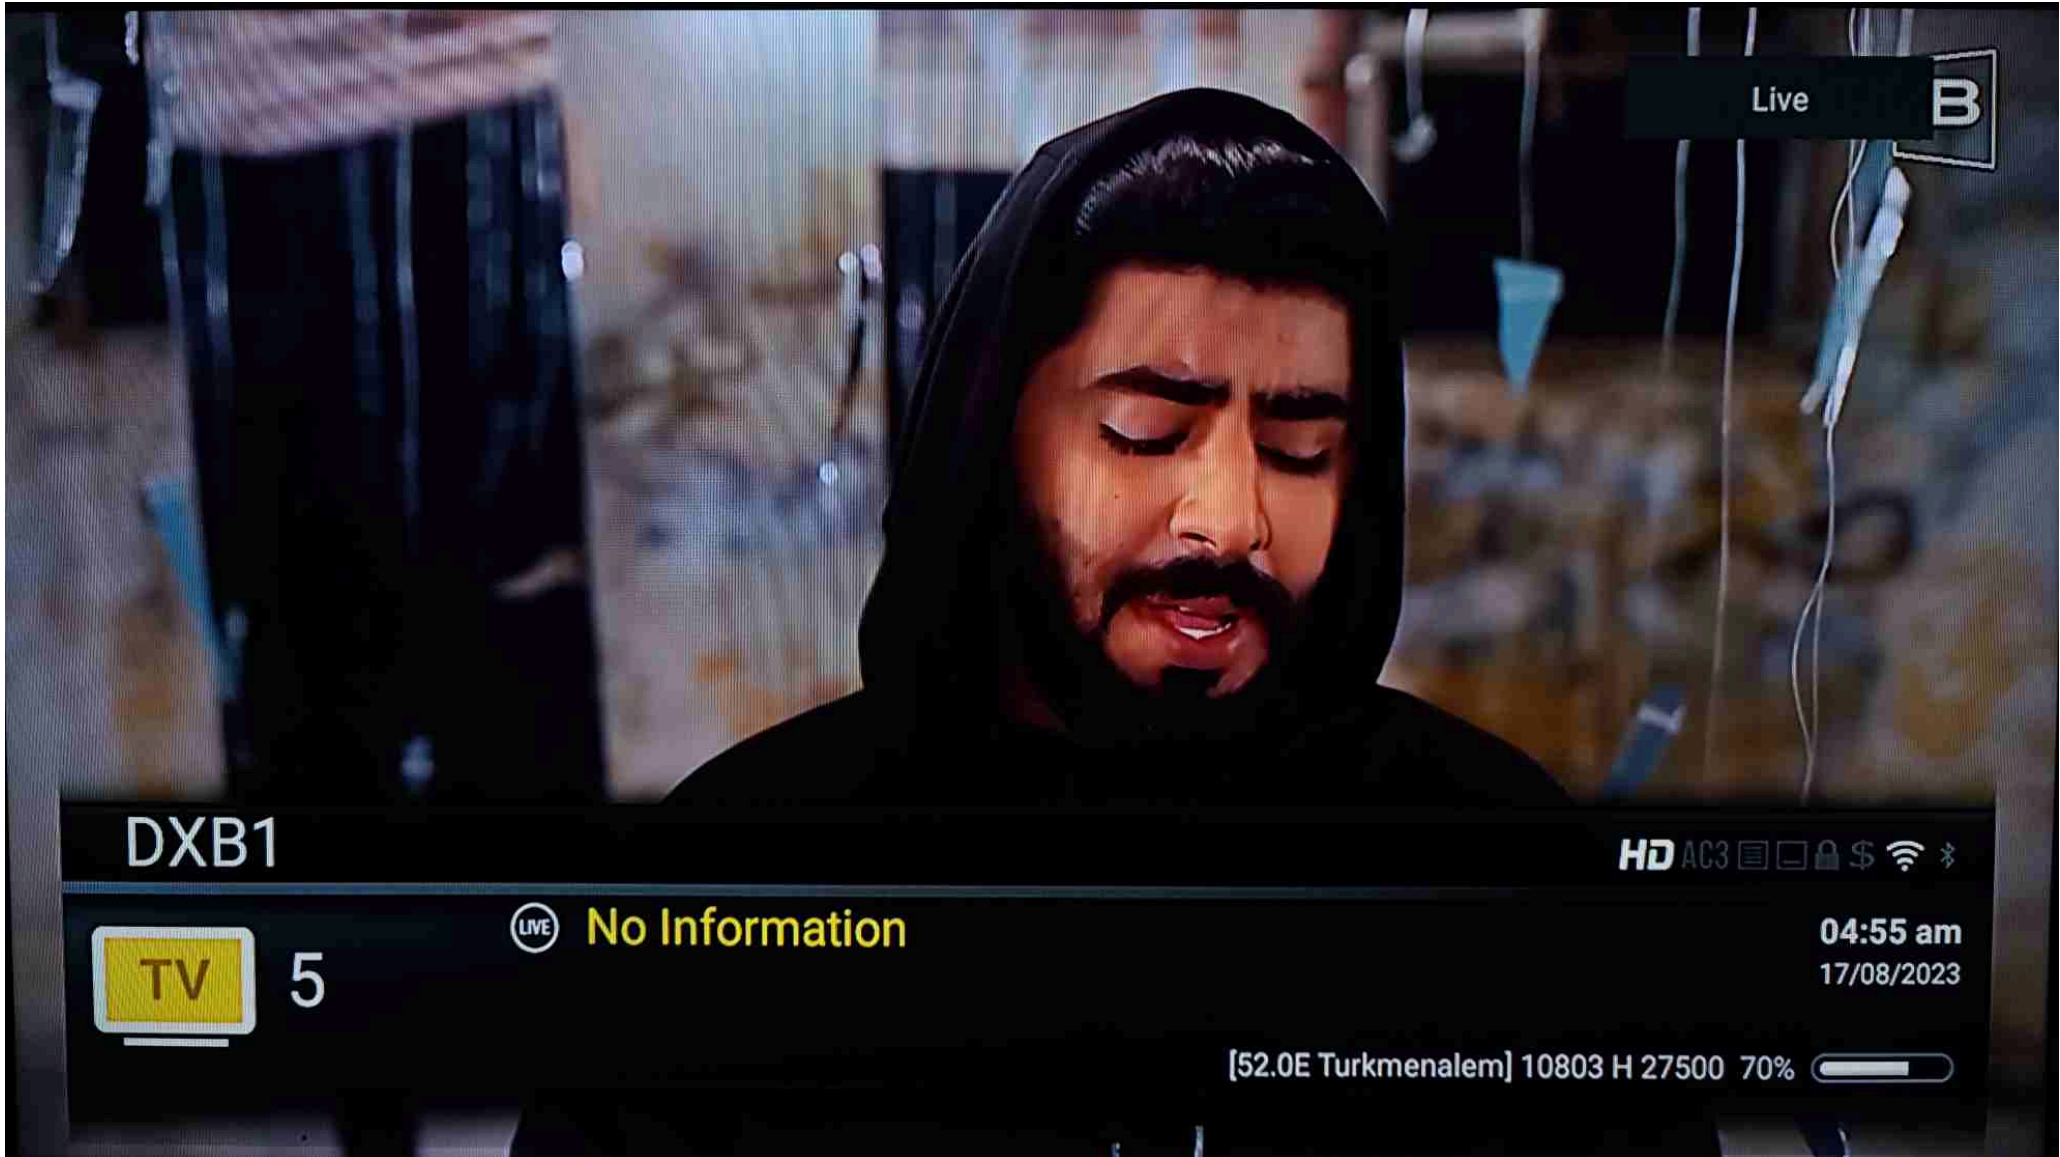 Live
B
DXB1
HD AC3 $
TV 5
LIVE No Information
04:55 am
17/08/2023
[52.0E Turkmenalem] 10803 H 27500 70%